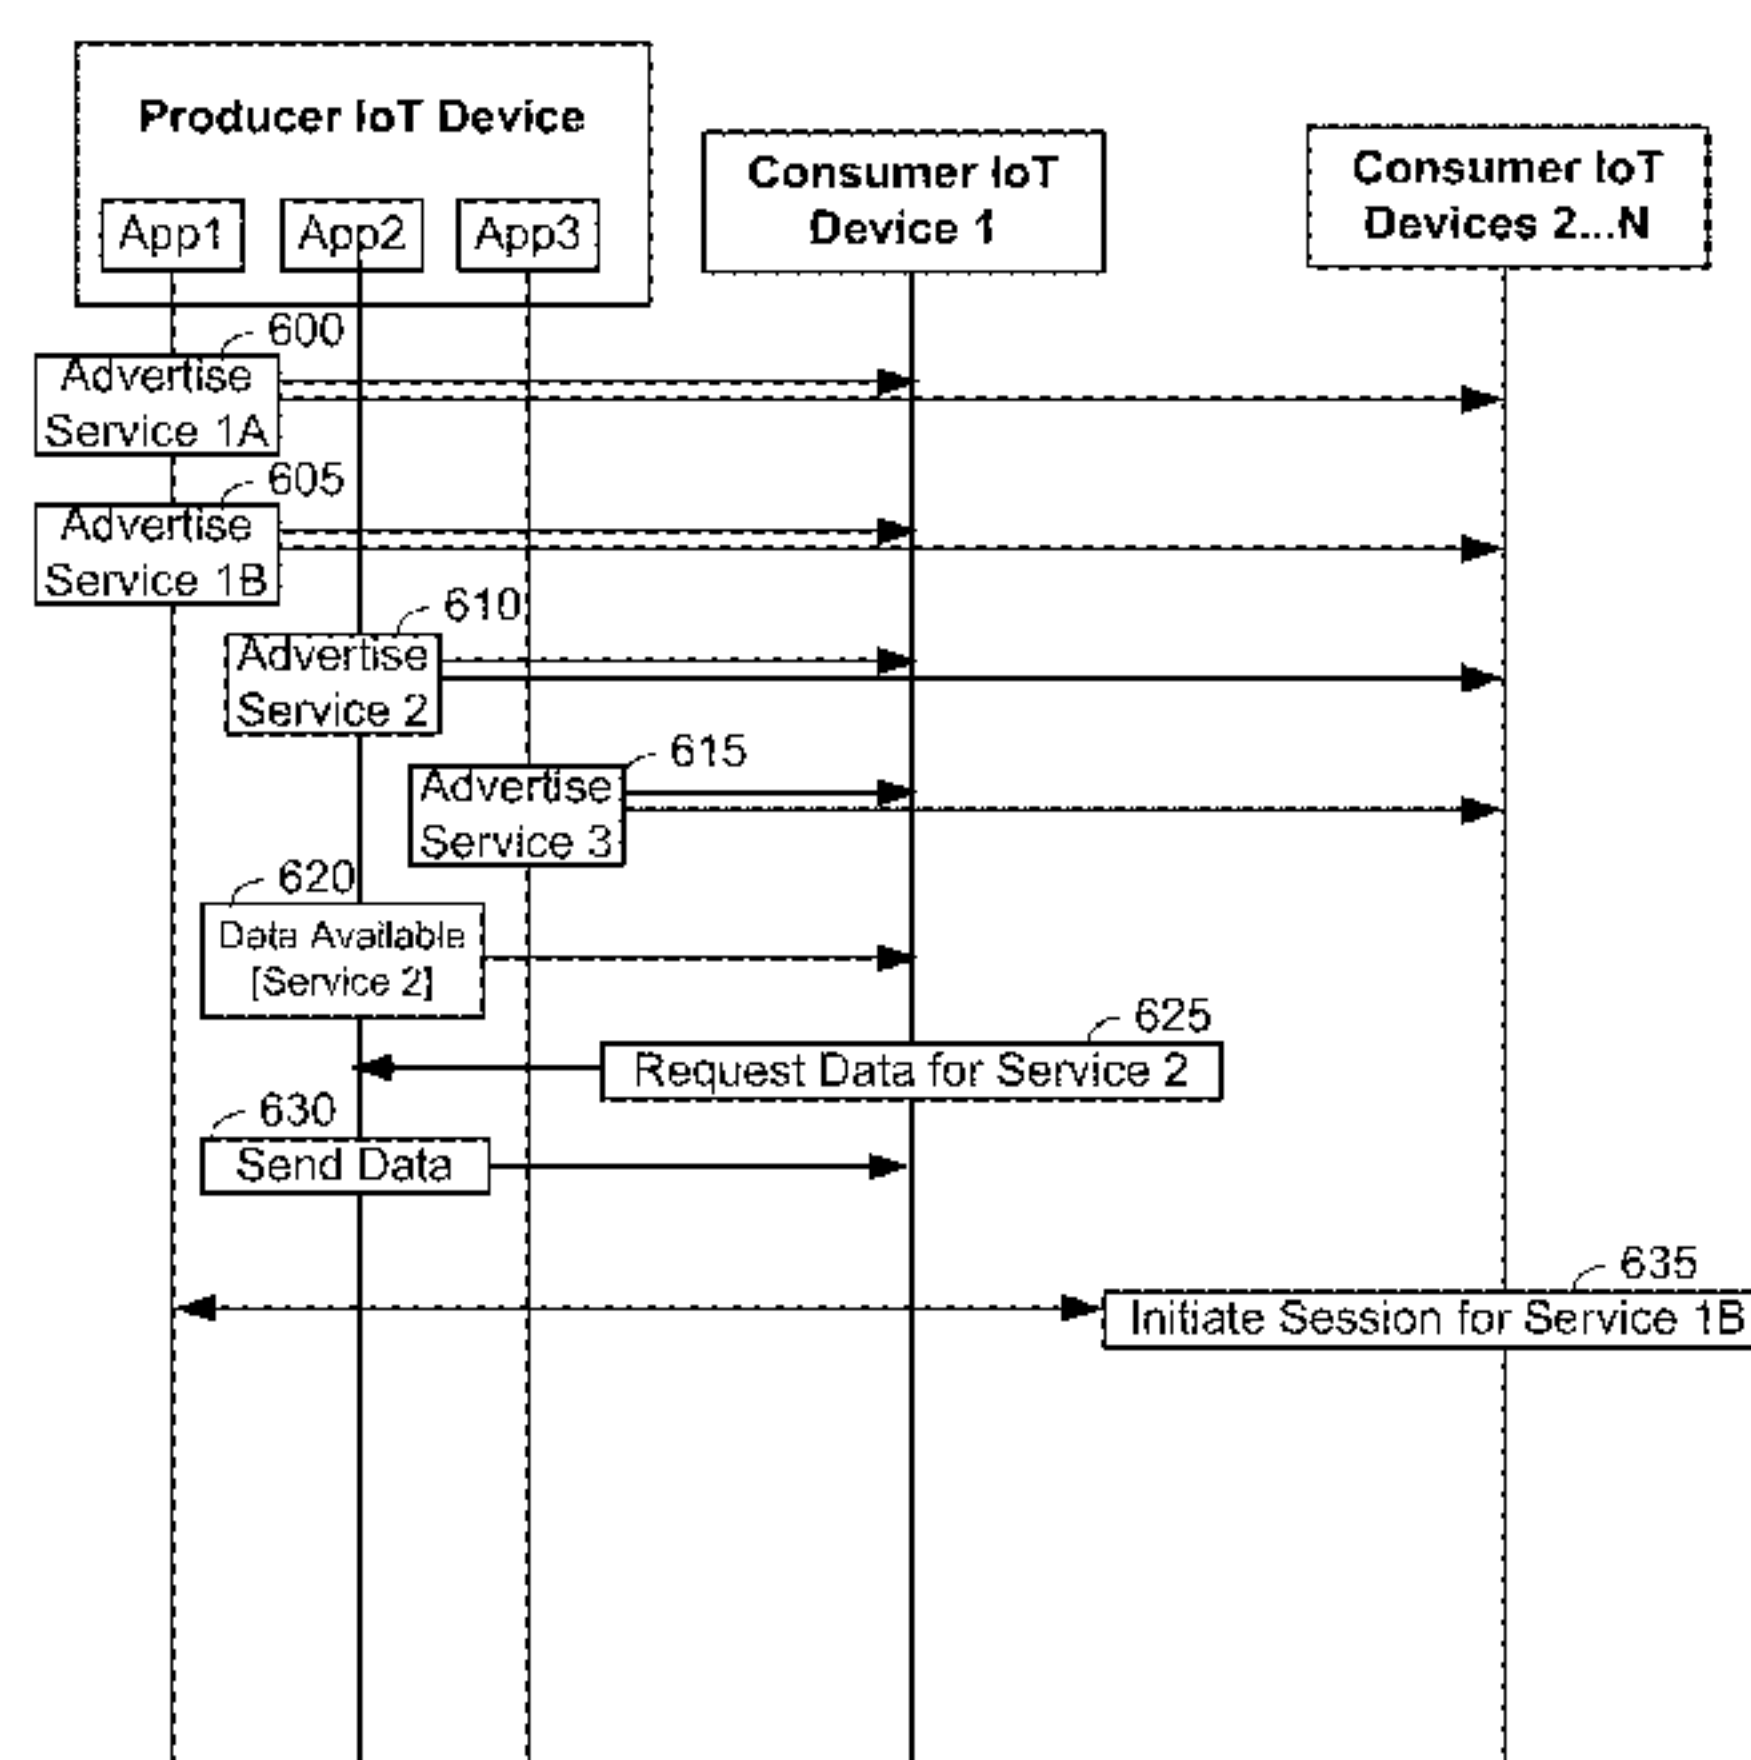 Producer IoT Device
App1
App2
App3
Consumer IoT
Device 1
Consumer IoT
Devices 2...N
600
Advertise
Service 1A
605
Advertise
Service 1B
610
Advertise
Service 2
615
Advertise
Service 3
620
Data Available
[Service 2]
625
Request Data for Service 2
630
Send Data
635
Initiate Session for Service 1B